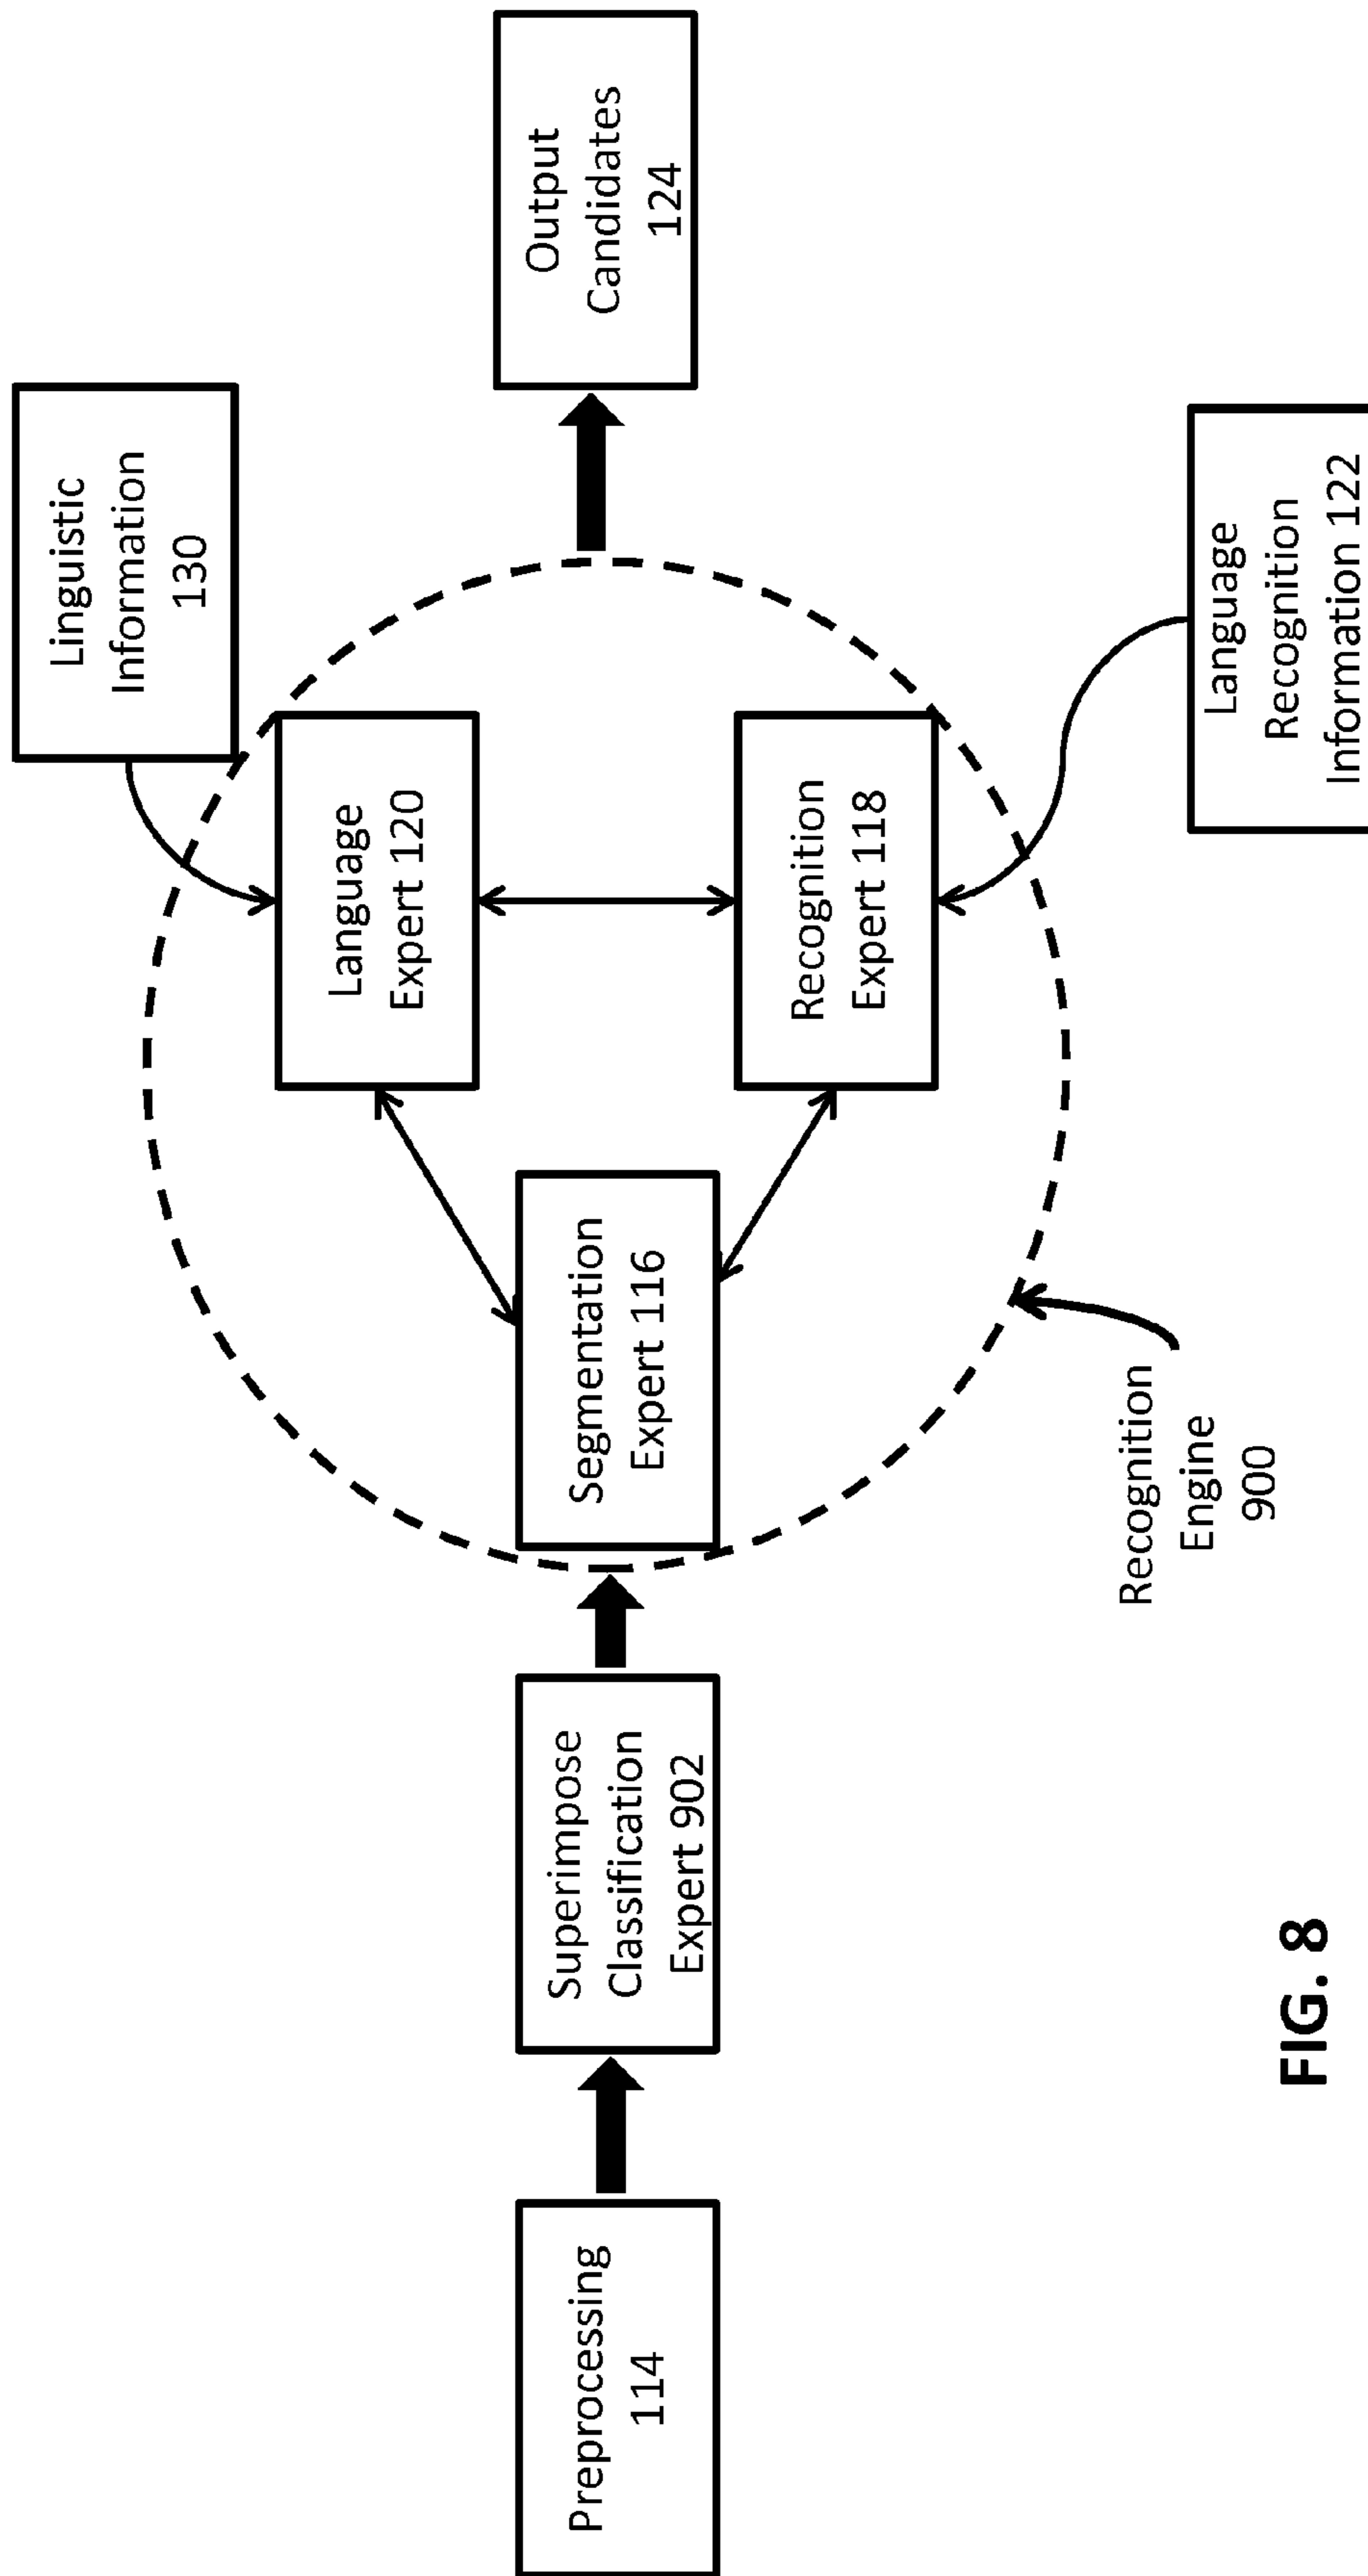 Preprocessing
114
Superimpose
Classification
Expert 902
Segmentation
Expert 116
Language
Expert 120
Recognition
Expert 118
Linguistic
Information
130
Language
Recognition
Information 122
Output
Candidates
124
Recognition
Engine
900
FIG. 8